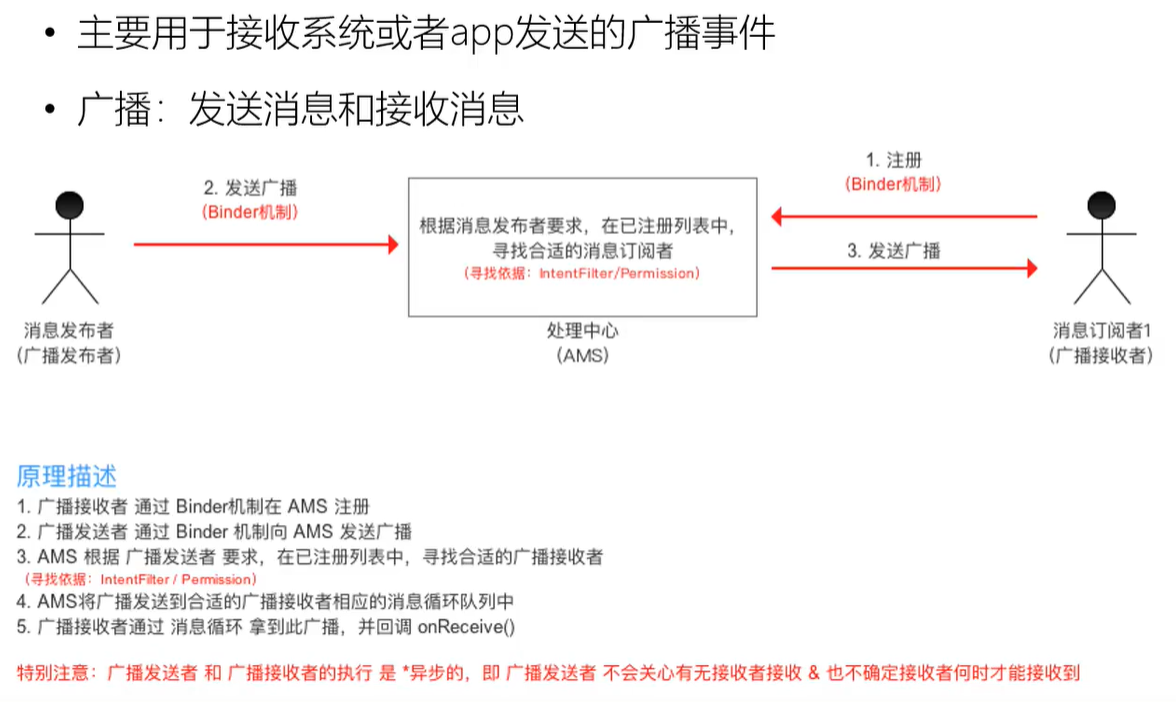 • 主要用于接收系统或者app发送的广播事件
• 广播：发送消息和接收消息
1. 注册
(Binder机制)
2. 发送广播
(Binder机制)
根据消息发布者要求，在已注册列表中，
寻找合适的消息订阅者
(寻找依据：IntentFilter/Permission)
3. 发送广播
消息发布者
(广播发布者)
处理中心
(AMS)
消息订阅者1
(广播接收者)
原理描述
1. 广播接收者 通过 Binder机制在 AMS 注册
2. 广播发送者 通过 Binder 机制向 AMS 发送广播
3. AMS 根据 广播发送者 要求，在已注册列表中，寻找合适的广播接收者
(寻找依据：IntentFilter / Permission)
4. AMS将广播发送到合适的广播接收者相应的消息循环队列中
5. 广播接收者通过 消息循环 拿到此广播，并回调 onReceive()
特别注意：广播发送者 和 广播接收者的执行 是 *异步的，即 广播发送者 不会关心有无接收者接收 & 也不确定接收者何时才能接收到